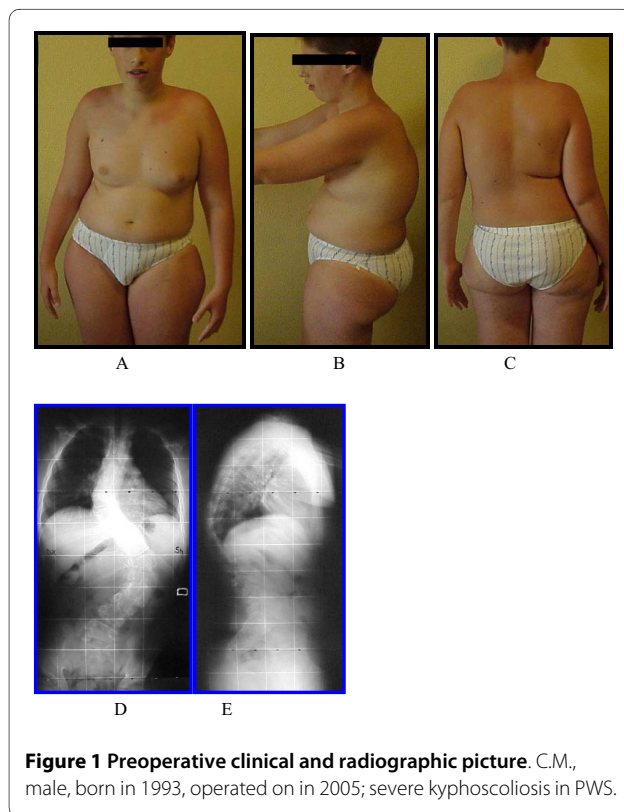 A B C
D E
Figure 1 Preoperative clinical and radiographic picture. C.M.,
male, born in 1993, operated on in 2005; severe kyphoscoliosis in PWS.